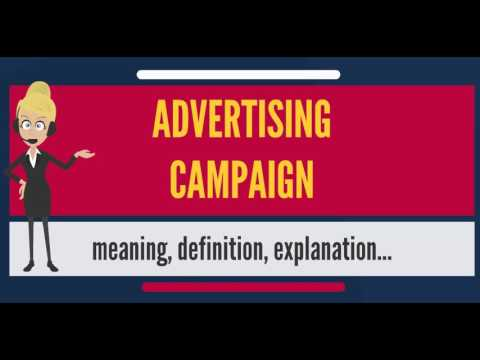 ADVERTISING
CAMPAIGN
meaning, definition, explanation...